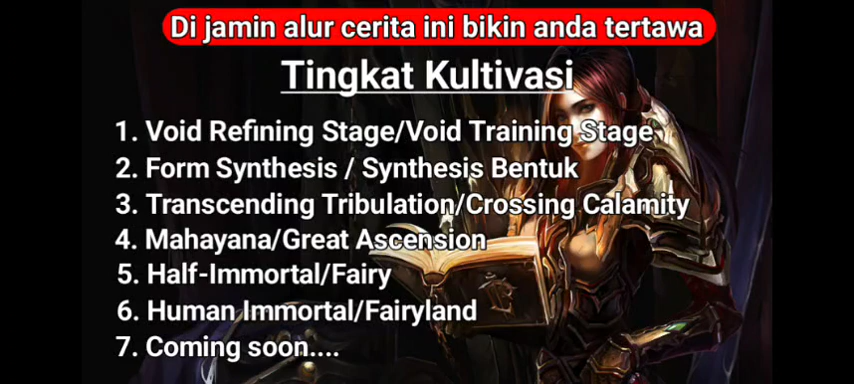 Di jamin alur cerita ini bikin anda tertawa
Tingkat Kultivasi
1. Void Refining Stage/Void Training Stage
2. Form Synthesis / Synthesis Bentuk
3. Transcending Tribulation/Crossing Calamity
4. Mahayana/Great Ascension
5. Half-Immortal/Fairy
6. Human Immortal/Fairyland
7. Coming soon....